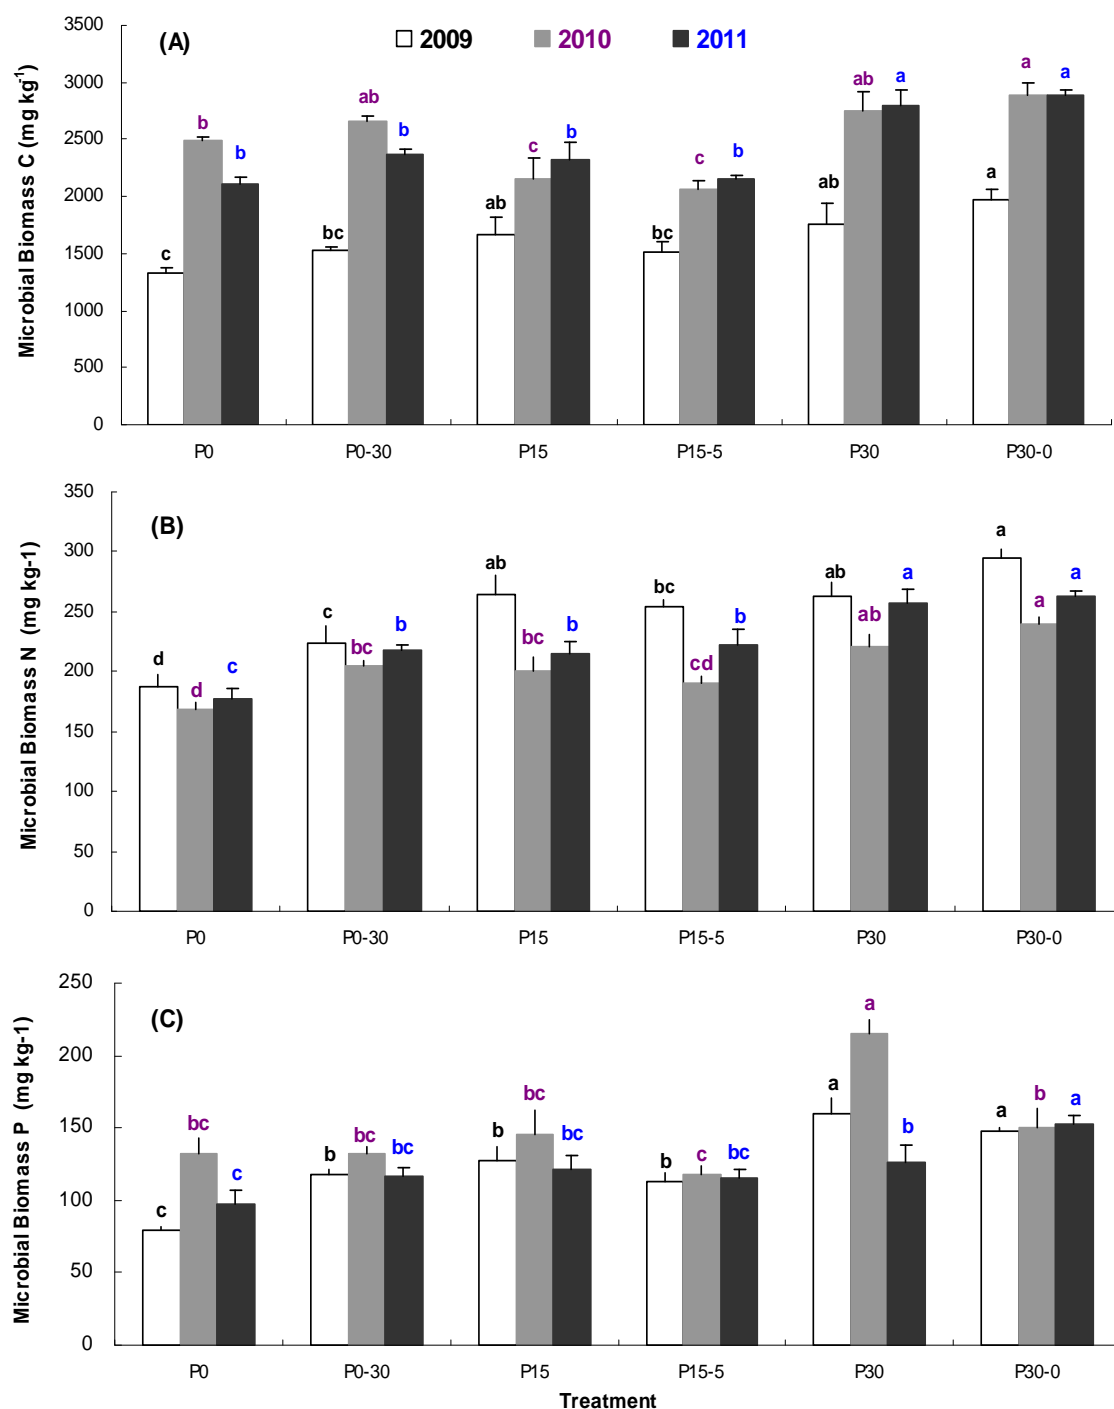 (A) 2009 2010 2011
Microbial Biomass C (mg kg-1)
3500
3000
2500
2000
1500
1000
500
0
c b b
bc ab b
ab c b
bc c b
ab ab a
a a a
P0 P0-30 P15 P15-5 P30 P30-0
(B)
Microbial Biomass N (mg kg-1)
350
300
250
200
150
100
50
0
d d c
c bc b
ab bc b
bc cd b
ab ab a
a a a
P0 P0-30 P15 P15-5 P30 P30-0
(C)
Microbial Biomass P (mg kg-1)
250
200
150
100
50
0
c bc c
b bc bc
b bc bc
b c bc
a a b
a b a
P0 P0-30 P15 P15-5 P30 P30-0
Treatment